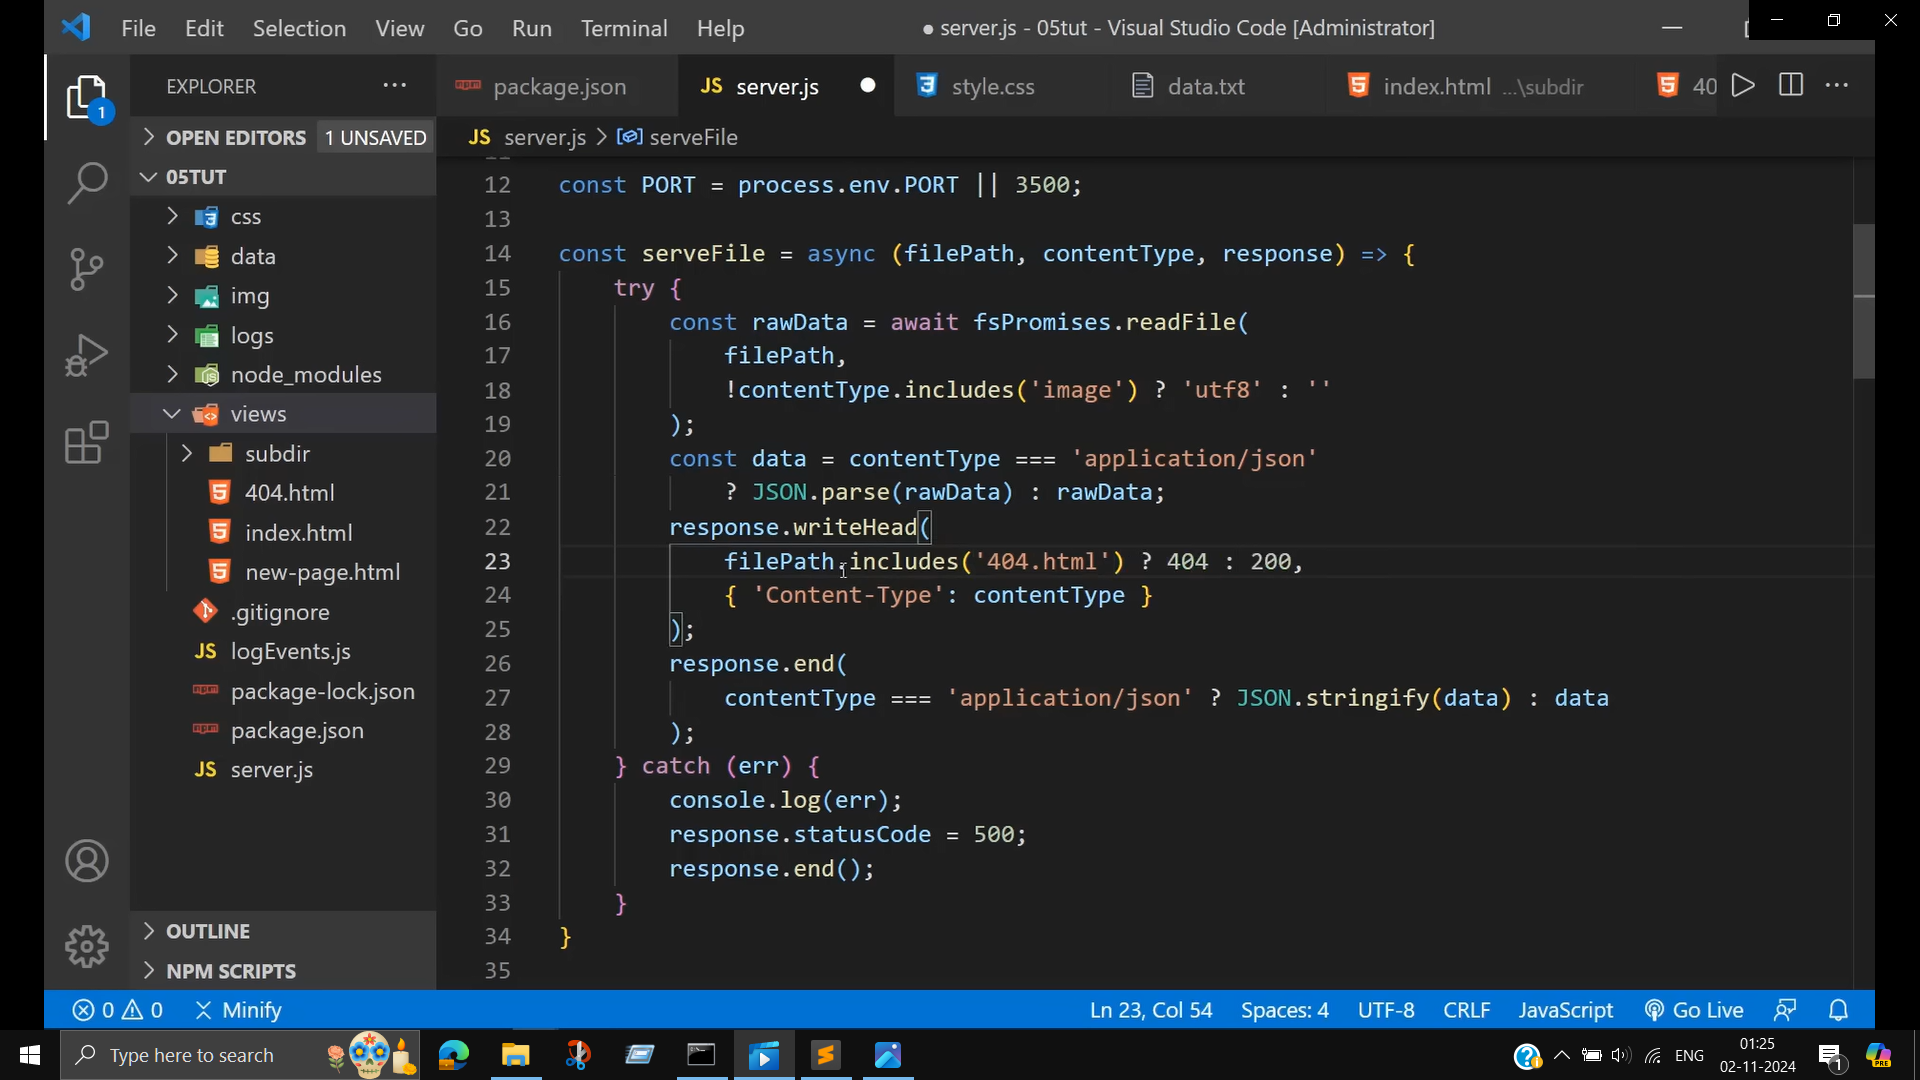 File Edit Selection View Go Run Terminal Help ● server.js - 05tut - Visual Studio Code [Administrator]
EXPLORER ···
package.json
JS server.js
style.css
data.txt
index.html ...\subdir
40
OPEN EDITORS 1 UNSAVED
05TUT
css
data
img
logs
node_modules
views
subdir
404.html
index.html
new-page.html
.gitignore
JS logEvents.js
package-lock.json
package.json
JS server.js
OUTLINE
NPM SCRIPTS
1
JS server.js > serveFile
12 const PORT = process.env.PORT || 3500;
13
14 const serveFile = async (filePath, contentType, response) => {
15 try {
16 const rawData = await fsPromises.readFile(
17 filePath,
18 !contentType.includes('image') ? 'utf8' : ''
19 );
20 const data = contentType === 'application/json'
21 ? JSON.parse(rawData) : rawData;
22 response.writeHead(
23 filePath.includes('404.html') ? 404 : 200,
24 { 'Content-Type': contentType }
25 );
26 response.end(
27 contentType === 'application/json' ? JSON.stringify(data) : data
28 );
29 } catch (err) {
30 console.log(err);
31 response.statusCode = 500;
32 response.end();
33 }
34 }
35
0 0 Minify Ln 23, Col 54 Spaces: 4 UTF-8 CRLF JavaScript Go Live
Type here to search
ENG
01:25
02-11-2024
1
PRE